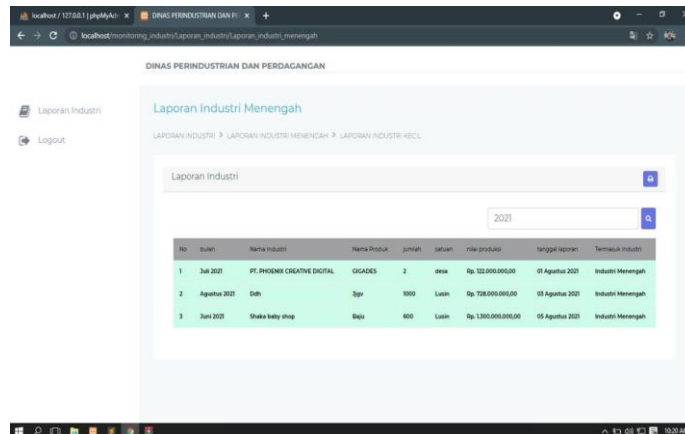 localhost / 127.0.0.1 | phpMyAdm
DINAS PERINDUSTRIAN DAN PE
localhost/monitoring_industri/Laporan_industri/Laporan_industri_menengah
DINAS PERINDUSTRIAN DAN PERDAGANGAN
Laporan Industri
Logout
Laporan Industri Menengah
LAPORAN INDUSTRI > LAPORAN INDUSTRI MENENGAH > LAPORAN INDUSTRI KECIL
Laporan Industri
2021
No bulan Nama Industri Nama Produk jumlah satuan nilai produksi tanggal laporan Termasuk Industri
1 Juli 2021 PT. PHOENIX CREATIVE DIGITAL GIGADES 2 desa Rp. 122.000.000,00 01 Agustus 2021 Industri Menengah
2 Agustus 2021 Ddh 1000 Lusin Rp. 728.000.000,00 03 Agustus 2021 Industri Menengah
3 Juni 2021 Shaka baby shop Baju 600 Lusin Rp. 1.200.000.000,00 05 Agustus 2021 Industri Menengah
10:20 AM